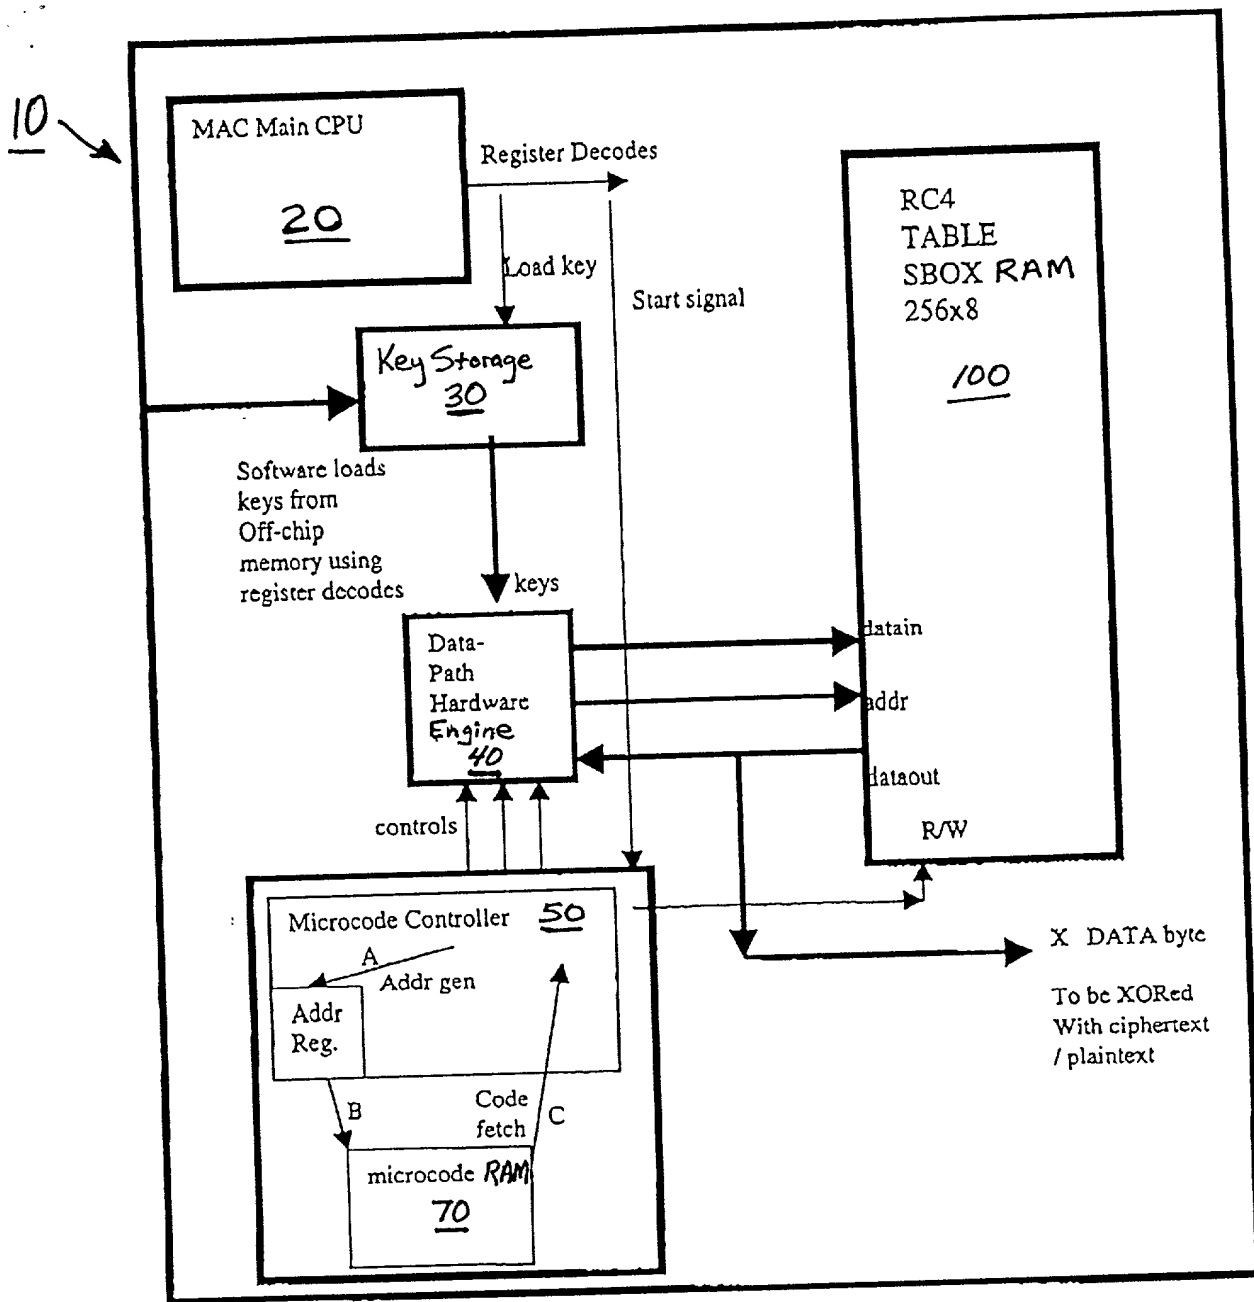 10
MAC Main CPU
20
Register Decodes
Load key
Start signal
RC4
TABLE
SBOX RAM
256x8
100
Key Storage
30
Software loads
keys from
Off-chip
memory using
register decodes
keys
Data-
Path
Hardware
Engine
40
datain
addr
dataout
R/W
controls
Microcode Controller 50
A
Addr gen
Addr
Reg.
B
Code
fetch
C
microcode RAM
70
X DATA byte
To be XORed
With ciphertext
/ plaintext